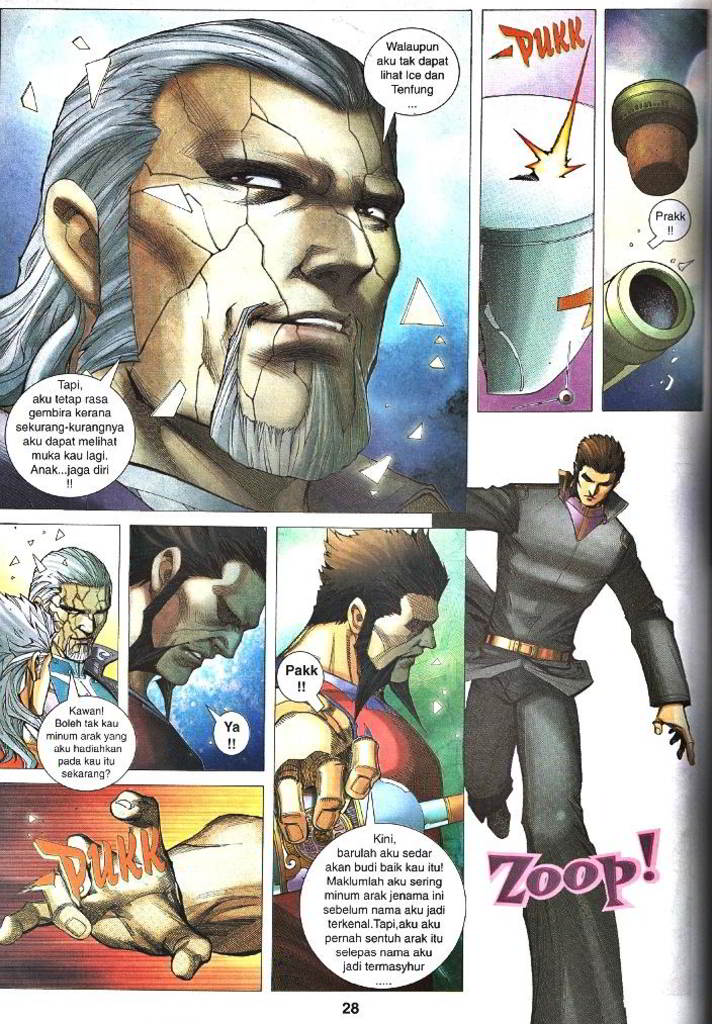 Walaupun
aku tak dapat
lihat Ice dan
Tenfung
...
DUKK
Prakk
!!
Tapi,
aku tetap rasa
gembira kerana
sekurang-kurangnya
aku dapat melihat
muka kau lagi.
Anak...jaga diri
!!
Kawan!
Boleh tak kau
minum arak yang
aku hadiahkan
pada kau itu
sekarang?
Ya
!!
Pakk
!!
DUKK
Kini,
barulah aku sedar
akan budi baik kau itu!
Maklumlah aku sering
minum arak jenama ini
sebelum nama aku jadi
terkenal.Tapi,aku aku
pernah sentuh arak itu
selepas nama aku
jadi termasyhur
.....
Zoop!
28